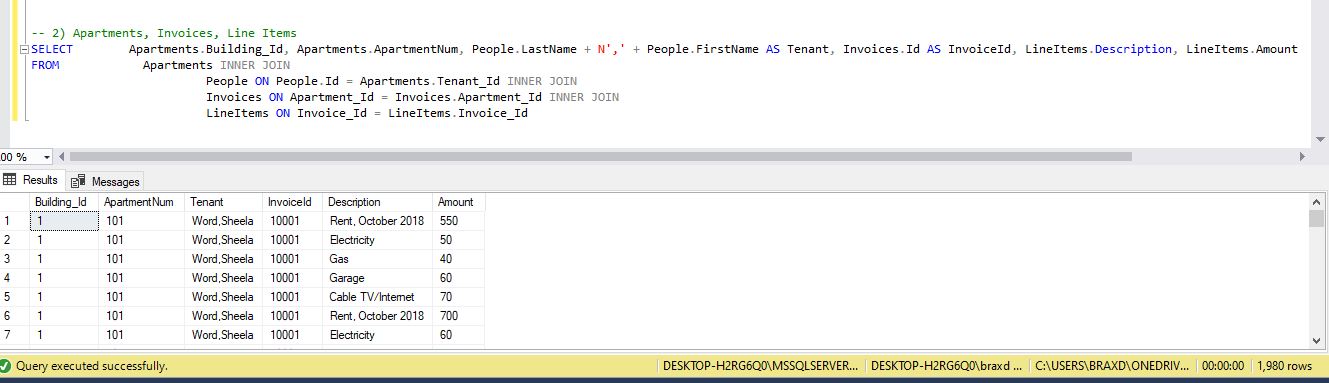 -- 2) Apartments, Invoices, Line Items
SELECT Apartments.Building_Id, Apartments.ApartmentNum, People.LastName + N',' + People.FirstName AS Tenant, Invoices.Id AS InvoiceId, LineItems.Description, LineItems.Amount
FROM Apartments INNER JOIN
People ON People.Id = Apartments.Tenant_Id INNER JOIN
Invoices ON Apartment_Id = Invoices.Apartment_Id INNER JOIN
LineItems ON Invoice_Id = LineItems.Invoice_Id
00 %
Results Messages
Building_Id ApartmentNum Tenant InvoiceId Description Amount
1 1 101 Word,Sheela 10001 Rent, October 2018 550
2 1 101 Word,Sheela 10001 Electricity 50
3 1 101 Word,Sheela 10001 Gas 40
4 1 101 Word,Sheela 10001 Garage 60
5 1 101 Word,Sheela 10001 Cable TV/Internet 70
6 1 101 Word,Sheela 10001 Rent, October 2018 700
7 1 101 Word,Sheela 10001 Electricity 60
Query executed successfully. DESKTOP-H2RG6Q0\MSSQLSERVER... DESKTOP-H2RG6Q0\braxd ... C:\USERS\BRAXD\ONEDRIV... 00:00:00 1,980 rows